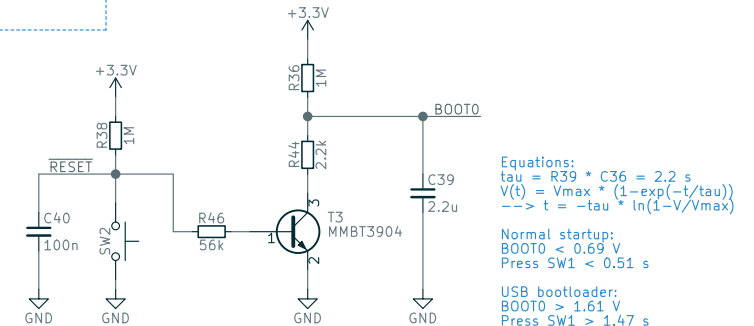 +3.3V
R36
1M
BOOT0
+3.3V
R38
1M
R44
2.2k
RESET
C39
2.2u
C40
100n
SW2
R46
56k
T3
MMBT3904
1
2
3
GND
GND
GND
GND
Equations:
tau = R39 * C36 = 2.2 s
V(t) = Vmax * (1-exp(-t/tau))
--> t = -tau * ln(1-V/Vmax)
Normal startup:
BOOT0 < 0.69 V
Press SW1 < 0.51 s
USB bootloader:
BOOT0 > 1.61 V
Press SW1 > 1.47 s